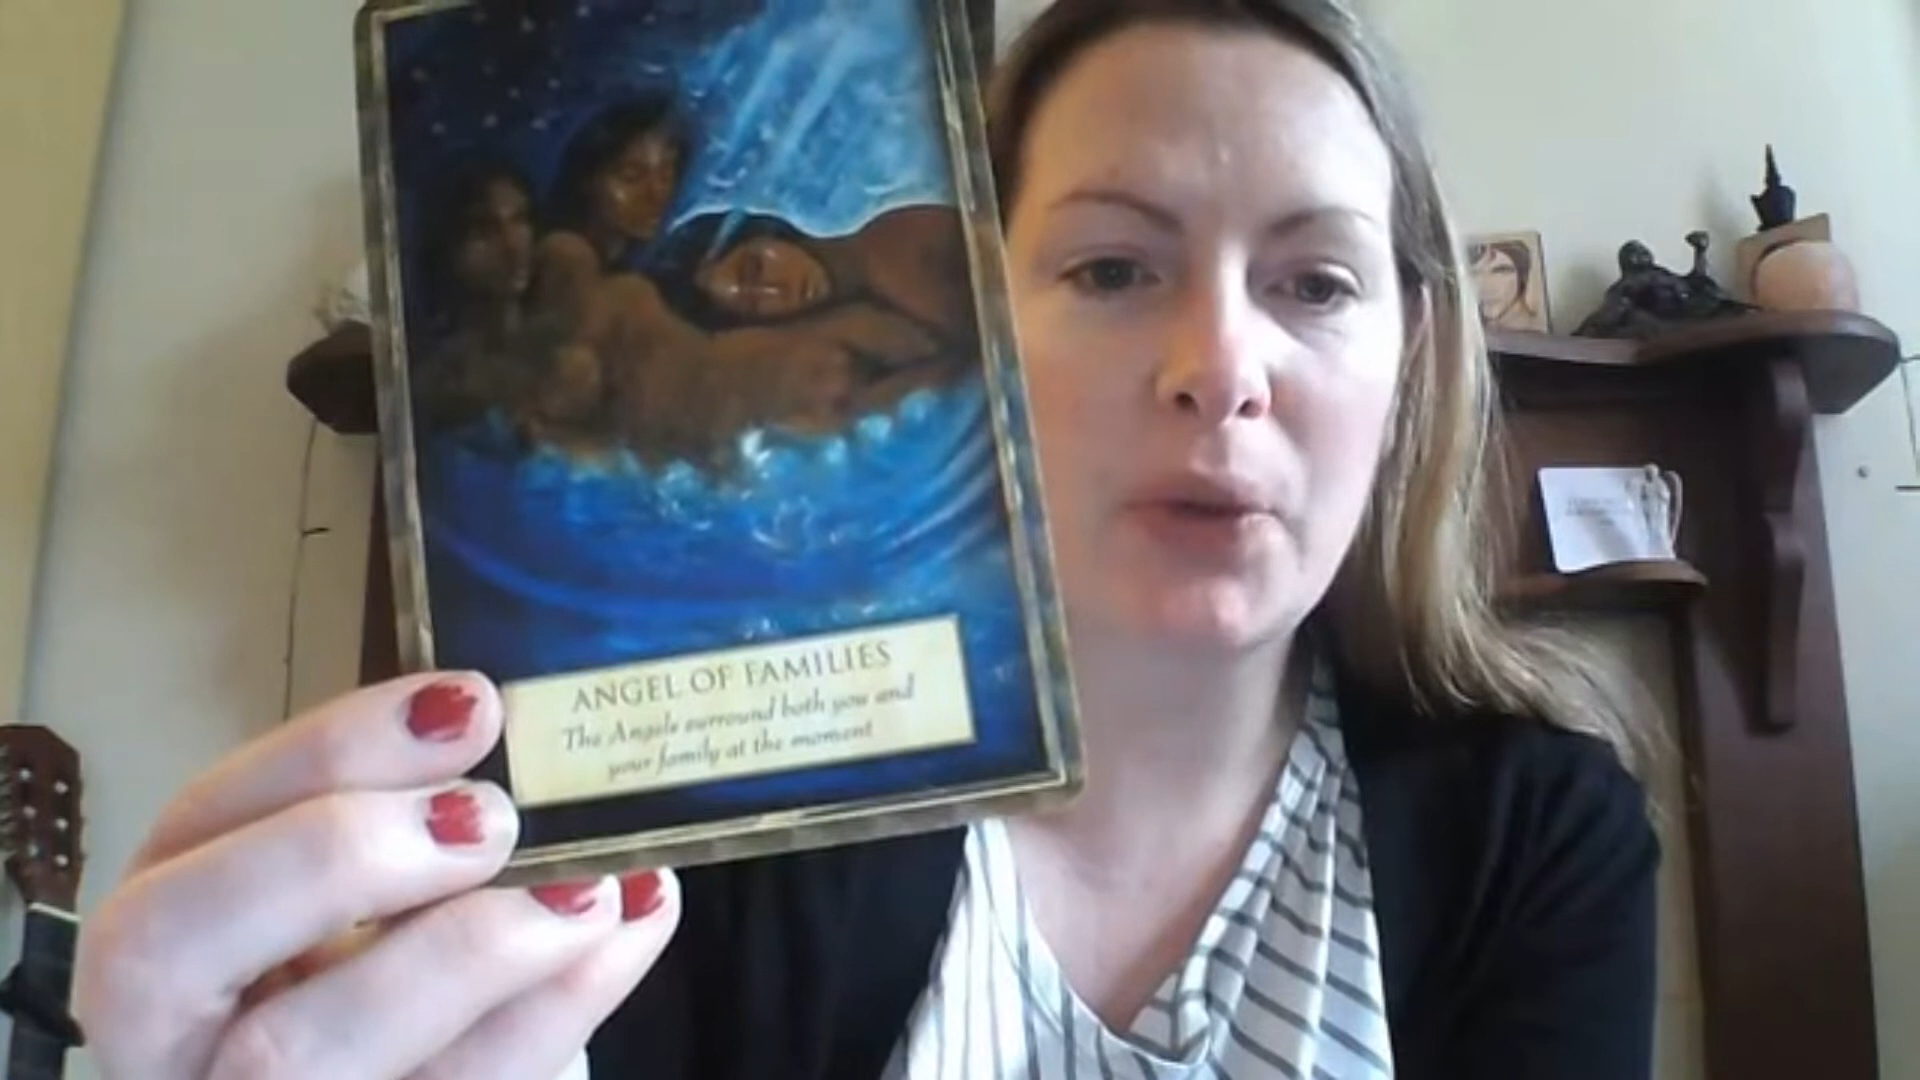 ANGEL OF FAMILIES
The Angels surround both you and
your family at the moment